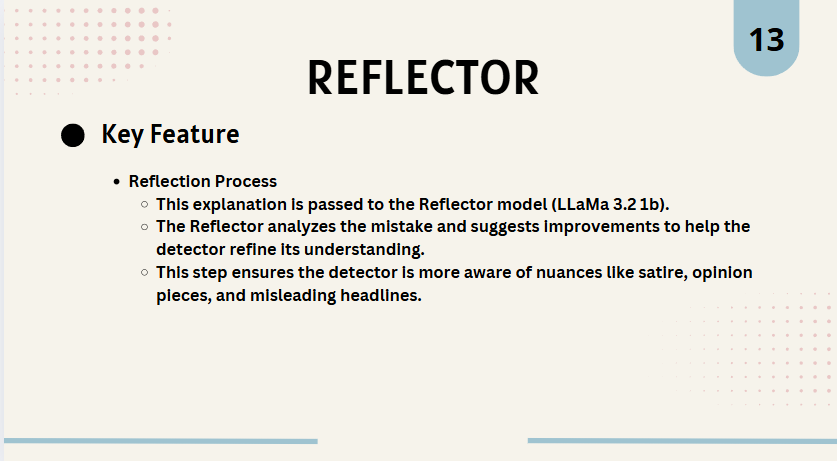 13
REFLECTOR
Key Feature
Reflection Process
This explanation is passed to the Reflector model (LLaMa 3.2 1b).
The Reflector analyzes the mistake and suggests improvements to help the
detector refine its understanding.
This step ensures the detector is more aware of nuances like satire, opinion
pieces, and misleading headlines.